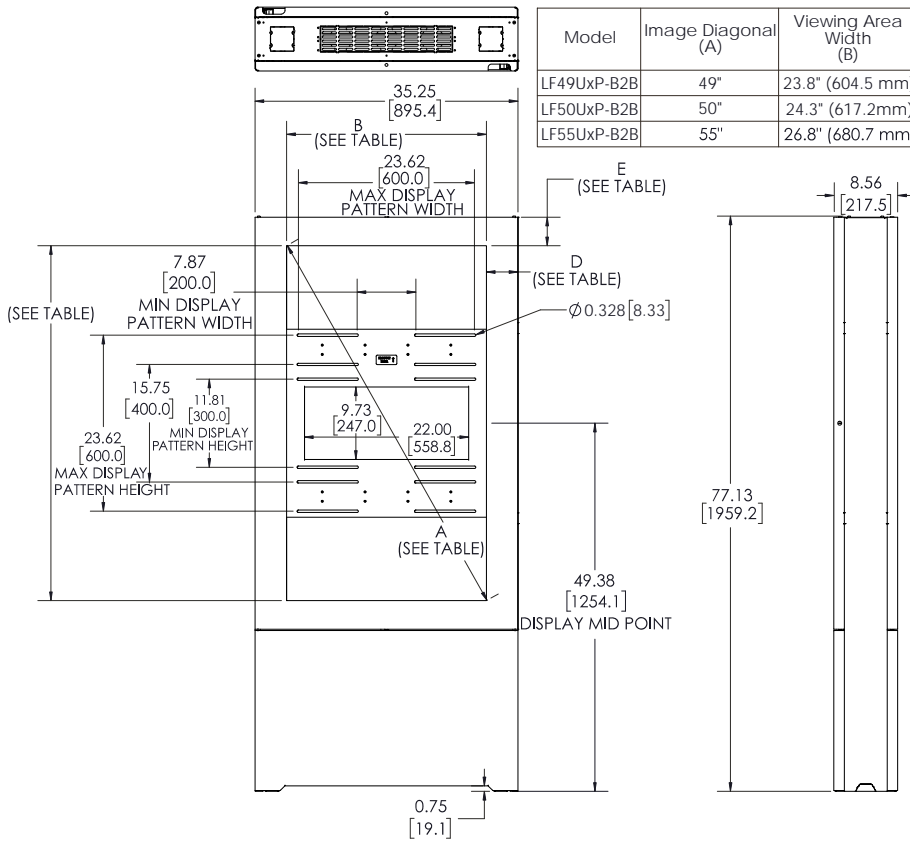 Model
Image Diagonal
(A)
Viewing Area
Width
(B)
LF49UxP-B2B
49"
23.8" (604.5 mm
LF50UxP-B2B
50"
24.3" (617.2mm)
LF55UxP-B2B
55"
26.8" (680.7 mm
35.25
[895.4]
B
(SEE TABLE)
23.62
[600.0]
MAX DISPLAY
PATTERN WIDTH
E
(SEE TABLE)
8.56
[217.5]
D
(SEE TABLE)
7.87
[200.0]
MIN DISPLAY
PATTERN WIDTH
(SEE TABLE)
Ø0.328[8.33]
15.75
[400.0]
11.81
[300.0]
MIN DISPLAY
PATTERN HEIGHT
9.73
[247.0]
22.00
[558.8]
23.62
[600.0]
MAX DISPLAY
PATTERN HEIGHT
A
(SEE TABLE)
77.13
[1959.2]
49.38
[1254.1]
DISPLAY MID POINT
0.75
[19.1]